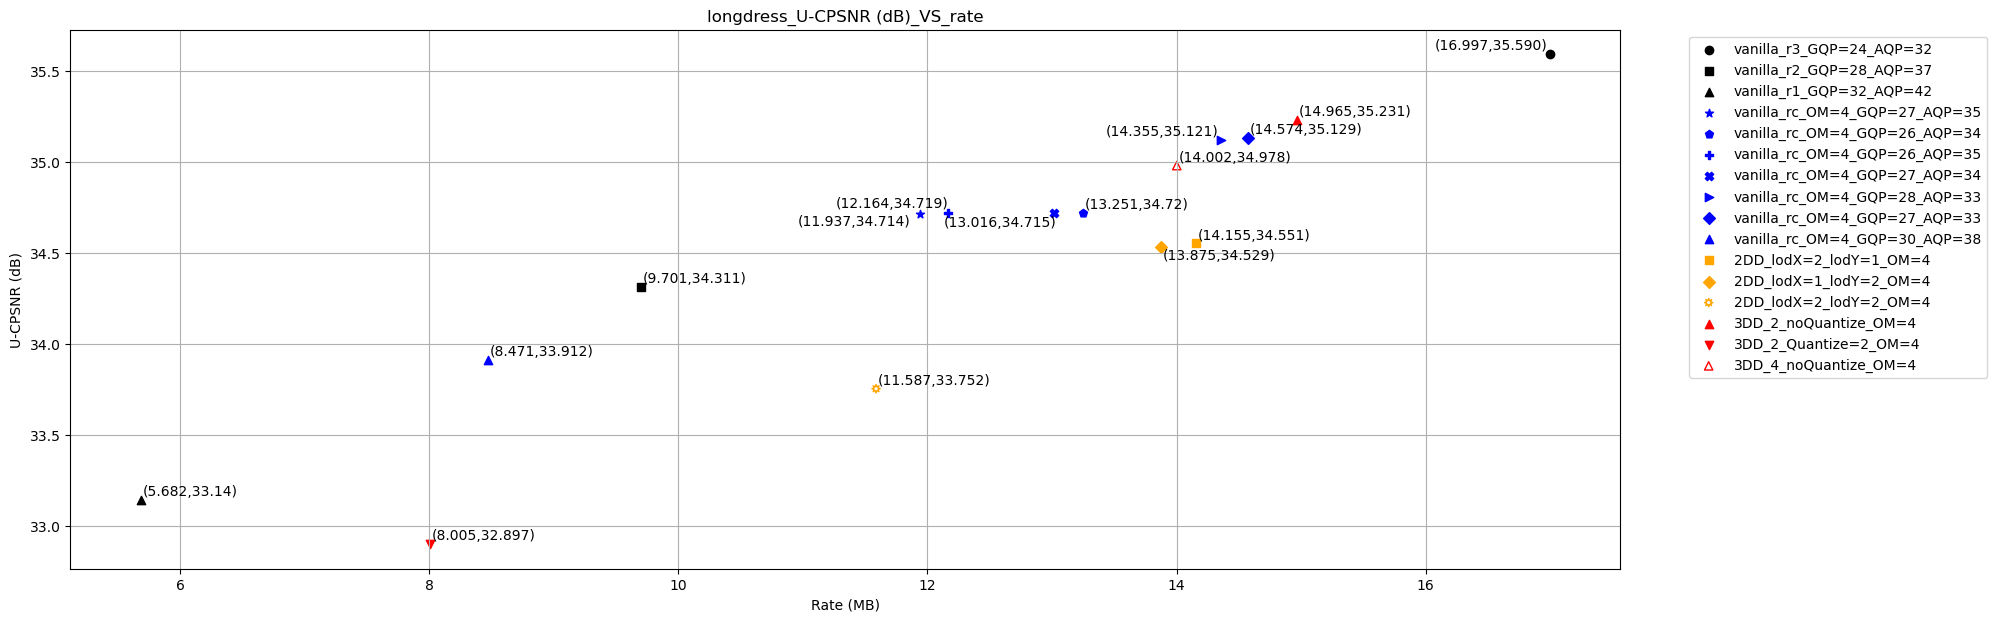 longdress_U-CPSNR (dB)_VS_rate
U-CPSNR (dB)
35.5
35.0
34.5
34.0
33.5
33.0
(16.997,35.590)
(14.965,35.231)
(14.355,35.121)
(14.574,35.129)
(14.002,34.978)
(12.164,34.719)
(13.251,34.72)
(11.937,34.714)
(13.016,34.715)
(14.155,34.551)
(13.875,34.529)
(9.701,34.311)
(8.471,33.912)
(11.587,33.752)
(5.682,33.14)
(8.005,32.897)
6
8
10
12
14
16
Rate (MB)
vanilla_r3_GQP=24_AQP=32
vanilla_r2_GQP=28_AQP=37
vanilla_r1_GQP=32_AQP=42
vanilla_rc_OM=4_GQP=27_AQP=35
vanilla_rc_OM=4_GQP=26_AQP=34
vanilla_rc_OM=4_GQP=26_AQP=35
vanilla_rc_OM=4_GQP=27_AQP=34
vanilla_rc_OM=4_GQP=28_AQP=33
vanilla_rc_OM=4_GQP=27_AQP=33
vanilla_rc_OM=4_GQP=30_AQP=38
2DD_lodX=2_lodY=1_OM=4
2DD_lodX=1_lodY=2_OM=4
2DD_lodX=2_lodY=2_OM=4
3DD_2_noQuantize_OM=4
3DD_2_Quantize=2_OM=4
3DD_4_noQuantize_OM=4